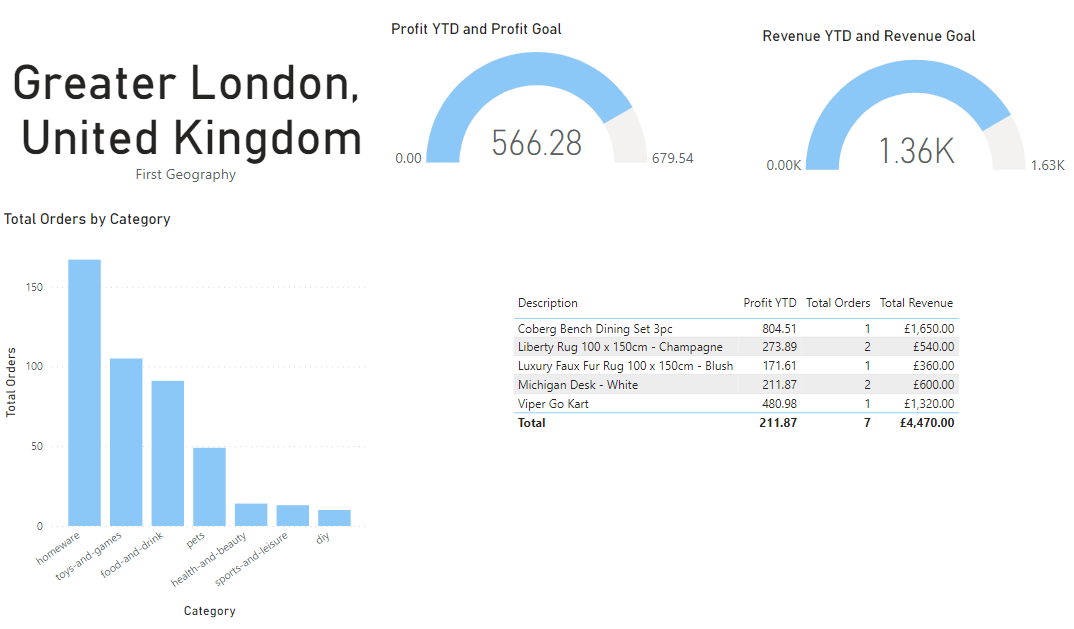 Greater London,
United Kingdom
First Geography
Profit YTD and Profit Goal
566.28
0.00
679.54
Revenue YTD and Revenue Goal
1.36K
0.00K
1.63K
Total Orders by Category
Total Orders
150
100
50
0
homeware
toys-and-games
food-and-drink
pets
health-and-beauty
sports-and-leisure
diy
Category
Description Profit YTD Total Orders Total Revenue
Coberg Bench Dining Set 3pc 804.51 1 £1,650.00
Liberty Rug 100 x 150cm - Champagne 273.89 2 £540.00
Luxury Faux Fur Rug 100 x 150cm - Blush 171.61 1 £360.00
Michigan Desk - White 211.87 2 £600.00
Viper Go Kart 480.98 1 £1,320.00
Total 211.87 7 £4,470.00